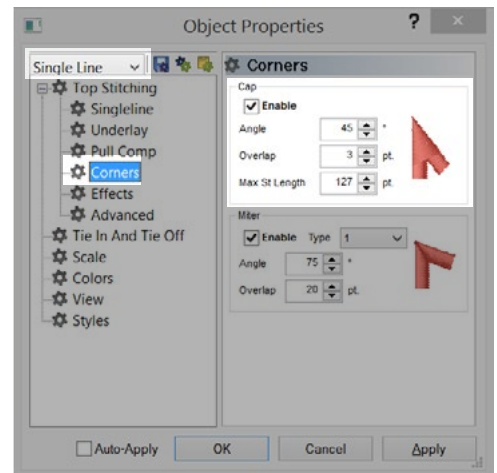 Object Properties ? ×
Single Line
Corners
Top Stitching
Singleline
Underlay
Pull Comp
Corners
Effects
Advanced
Tie In And Tie Off
Scale
Colors
View
Styles
Cap
Enable
Angle 45 °
Overlap 3 pt.
Max St Length 127 pt.
Miter
Enable Type 1
Angle 75 °
Overlap 20 pt.
Auto-Apply OK Cancel Apply